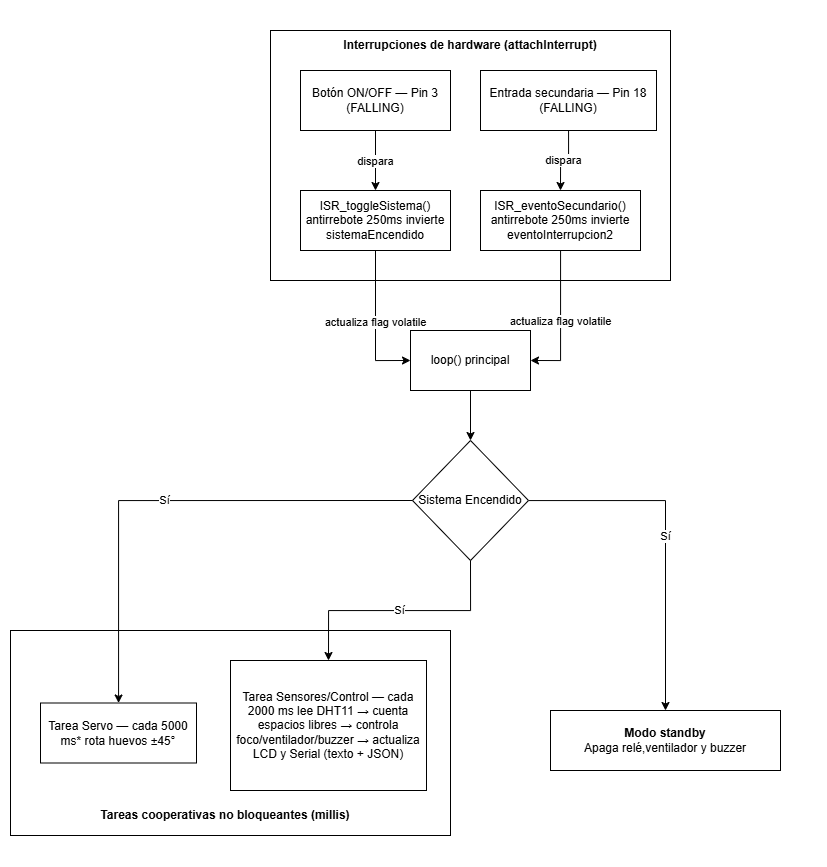 Interrupciones de hardware (attachInterrupt)
Botón ON/OFF — Pin 3
(FALLING)
Entrada secundaria — Pin 18
(FALLING)
dispara
dispara
ISR_toggleSistema()
antirrebote 250ms invierte
sistemaEncendido
ISR_eventoSecundario()
antirrebote 250ms invierte
eventoInterrupcion2
actualiza flag volatile
actualiza flag volatile
loop() principal
Sistema Encendido
Sí
Sí
Sí
Tarea Servo — cada 5000
ms* rota huevos ±45°
Tarea Sensores/Control — cada
2000 ms lee DHT11 → cuenta
espacios libres → controla
foco/ventilador/buzzer → actualiza
LCD y Serial (texto + JSON)
Modo standby
Apaga relé,ventilador y buzzer
Tareas cooperativas no bloqueantes (millis)